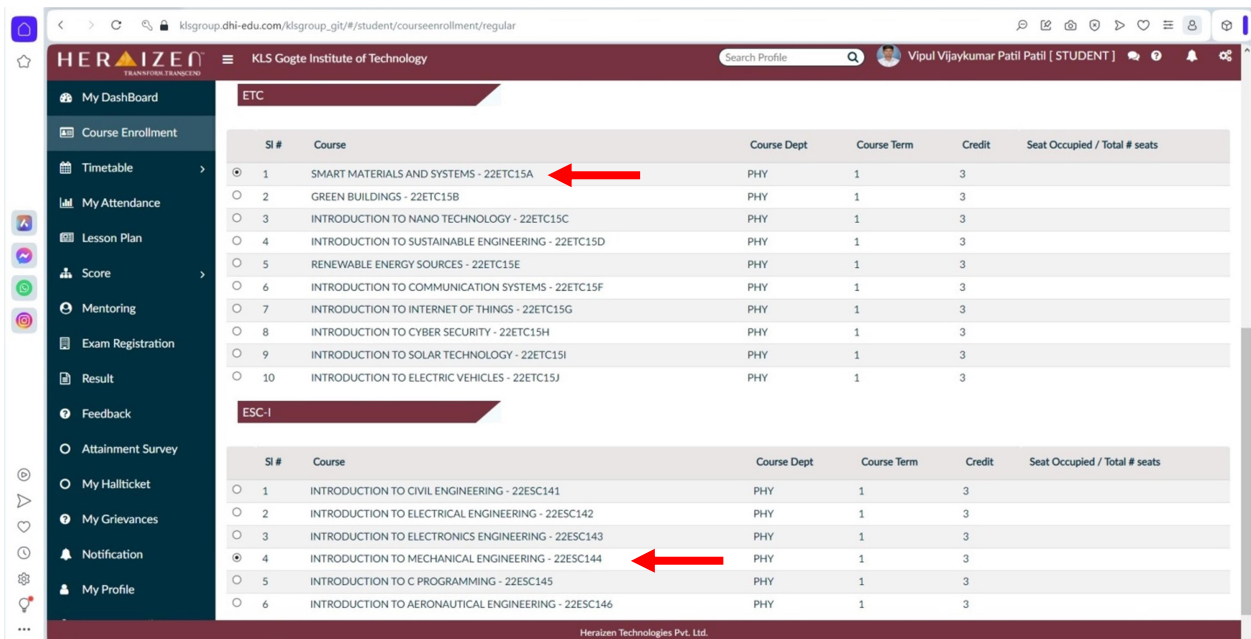 klsgroup.dhi-edu.com/klsgroup_git/#/student/courseenrollment/regular
HERAIZEN
TRANSFORM.TRANSCEND
KLS Gogte Institute of Technology
Search Profile
Vipul Vijaykumar Patil Patil [ STUDENT ]
My DashBoard
Course Enrollment
Timetable
My Attendance
Lesson Plan
Score
Mentoring
Exam Registration
Result
Feedback
Attainment Survey
My Hallticket
My Grievances
Notification
My Profile
ETC
Sl # Course Course Dept Course Term Credit Seat Occupied / Total # seats
1 SMART MATERIALS AND SYSTEMS - 22ETC15A PHY 1 3
2 GREEN BUILDINGS - 22ETC15B PHY 1 3
3 INTRODUCTION TO NANO TECHNOLOGY - 22ETC15C PHY 1 3
4 INTRODUCTION TO SUSTAINABLE ENGINEERING - 22ETC15D PHY 1 3
5 RENEWABLE ENERGY SOURCES - 22ETC15E PHY 1 3
6 INTRODUCTION TO COMMUNICATION SYSTEMS - 22ETC15F PHY 1 3
7 INTRODUCTION TO INTERNET OF THINGS - 22ETC15G PHY 1 3
8 INTRODUCTION TO CYBER SECURITY - 22ETC15H PHY 1 3
9 INTRODUCTION TO SOLAR TECHNOLOGY - 22ETC15I PHY 1 3
10 INTRODUCTION TO ELECTRIC VEHICLES - 22ETC15J PHY 1 3
ESC-I
Sl # Course Course Dept Course Term Credit Seat Occupied / Total # seats
1 INTRODUCTION TO CIVIL ENGINEERING - 22ESC141 PHY 1 3
2 INTRODUCTION TO ELECTRICAL ENGINEERING - 22ESC142 PHY 1 3
3 INTRODUCTION TO ELECTRONICS ENGINEERING - 22ESC143 PHY 1 3
4 INTRODUCTION TO MECHANICAL ENGINEERING - 22ESC144 PHY 1 3
5 INTRODUCTION TO C PROGRAMMING - 22ESC145 PHY 1 3
6 INTRODUCTION TO AERONAUTICAL ENGINEERING - 22ESC146 PHY 1 3
Heraizen Technologies Pvt. Ltd.